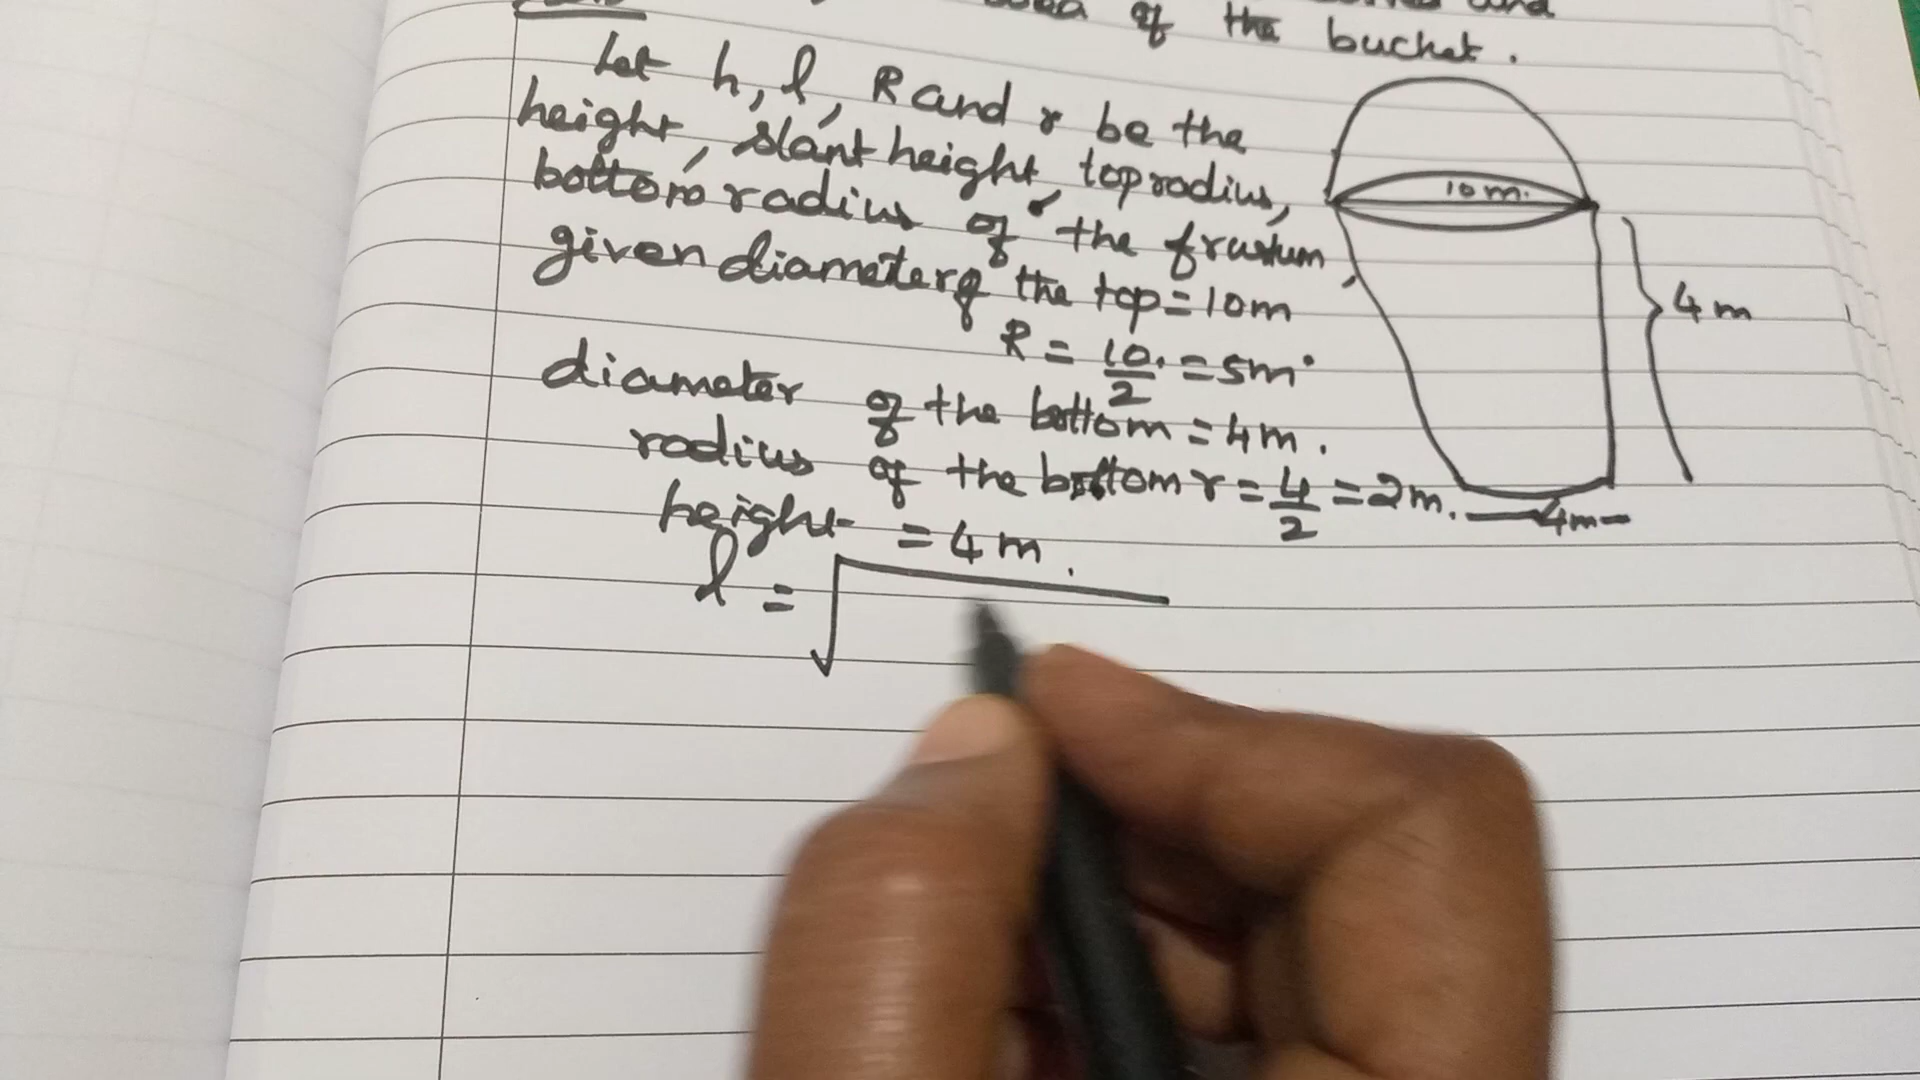 of the bucket.
Let h, l, R and r be the
height, slant height, top radius,
bottom radius of the frustum,
given diameter of the top = 10m
R = 10/2 = 5m.
diameter of the bottom = 4m.
radius of the bottom r = 4/2 = 2m.
height = 4m.
l = √
10m.
4m
4m